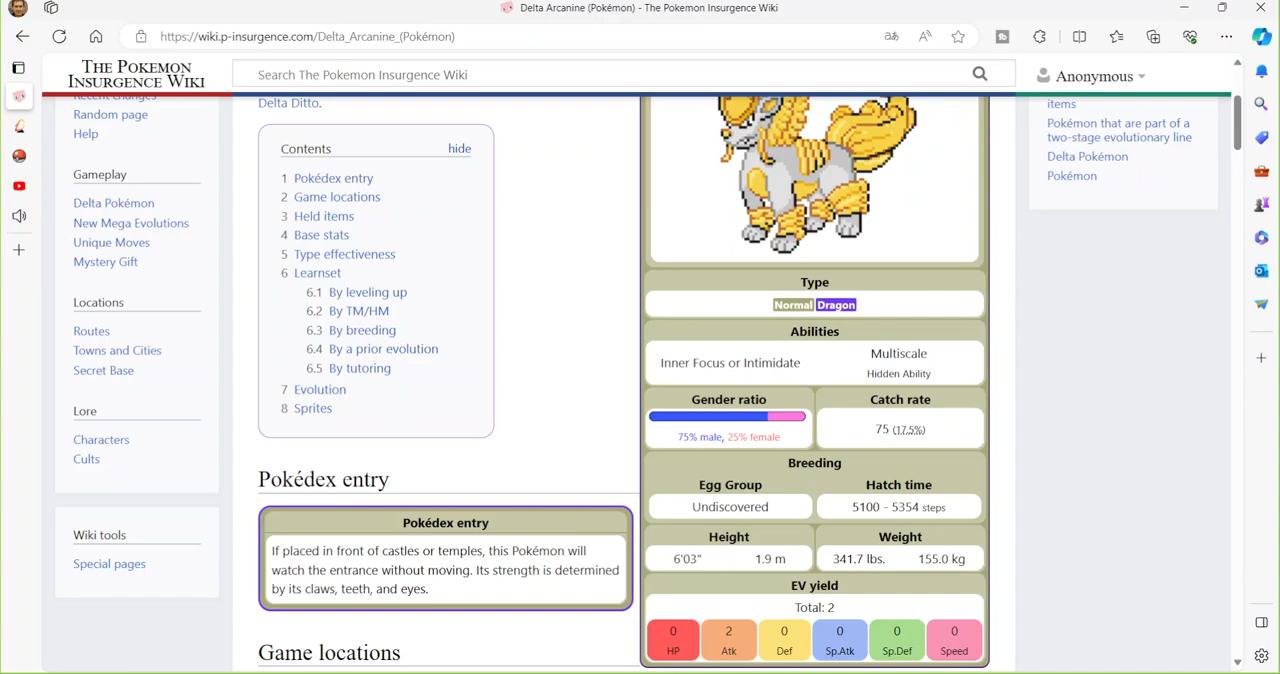 Delta Arcanine (Pokémon) - The Pokemon Insurgence Wiki
https://wiki.p-insurgence.com/Delta_Arcanine_(Pokémon)
THE POKEMON
INSURGENCE WIKI
Search The Pokemon Insurgence Wiki
Anonymous
Recent changes
Random page
Help
Gameplay
Delta Pokémon
New Mega Evolutions
Unique Moves
Mystery Gift
Locations
Routes
Towns and Cities
Secret Base
Lore
Characters
Cults
Wiki tools
Special pages
Delta Ditto.
Contents hide
1 Pokédex entry
2 Game locations
3 Held items
4 Base stats
5 Type effectiveness
6 Learnset
6.1 By leveling up
6.2 By TM/HM
6.3 By breeding
6.4 By a prior evolution
6.5 By tutoring
7 Evolution
8 Sprites
Pokédex entry
Pokédex entry
If placed in front of castles or temples, this Pokémon will
watch the entrance without moving. Its strength is determined
by its claws, teeth, and eyes.
Game locations
Type
Normal Dragon
Abilities
Inner Focus or Intimidate
Multiscale
Hidden Ability
Gender ratio
75% male, 25% female
Catch rate
75 (17.5%)
Breeding
Egg Group
Undiscovered
Hatch time
5100 - 5354 steps
Height
6'03" 1.9 m
Weight
341.7 lbs. 155.0 kg
EV yield
Total: 2
0 2 0 0 0 0
HP Atk Def Sp.Atk Sp.Def Speed
items
Pokémon that are part of a
two-stage evolutionary line
Delta Pokémon
Pokémon